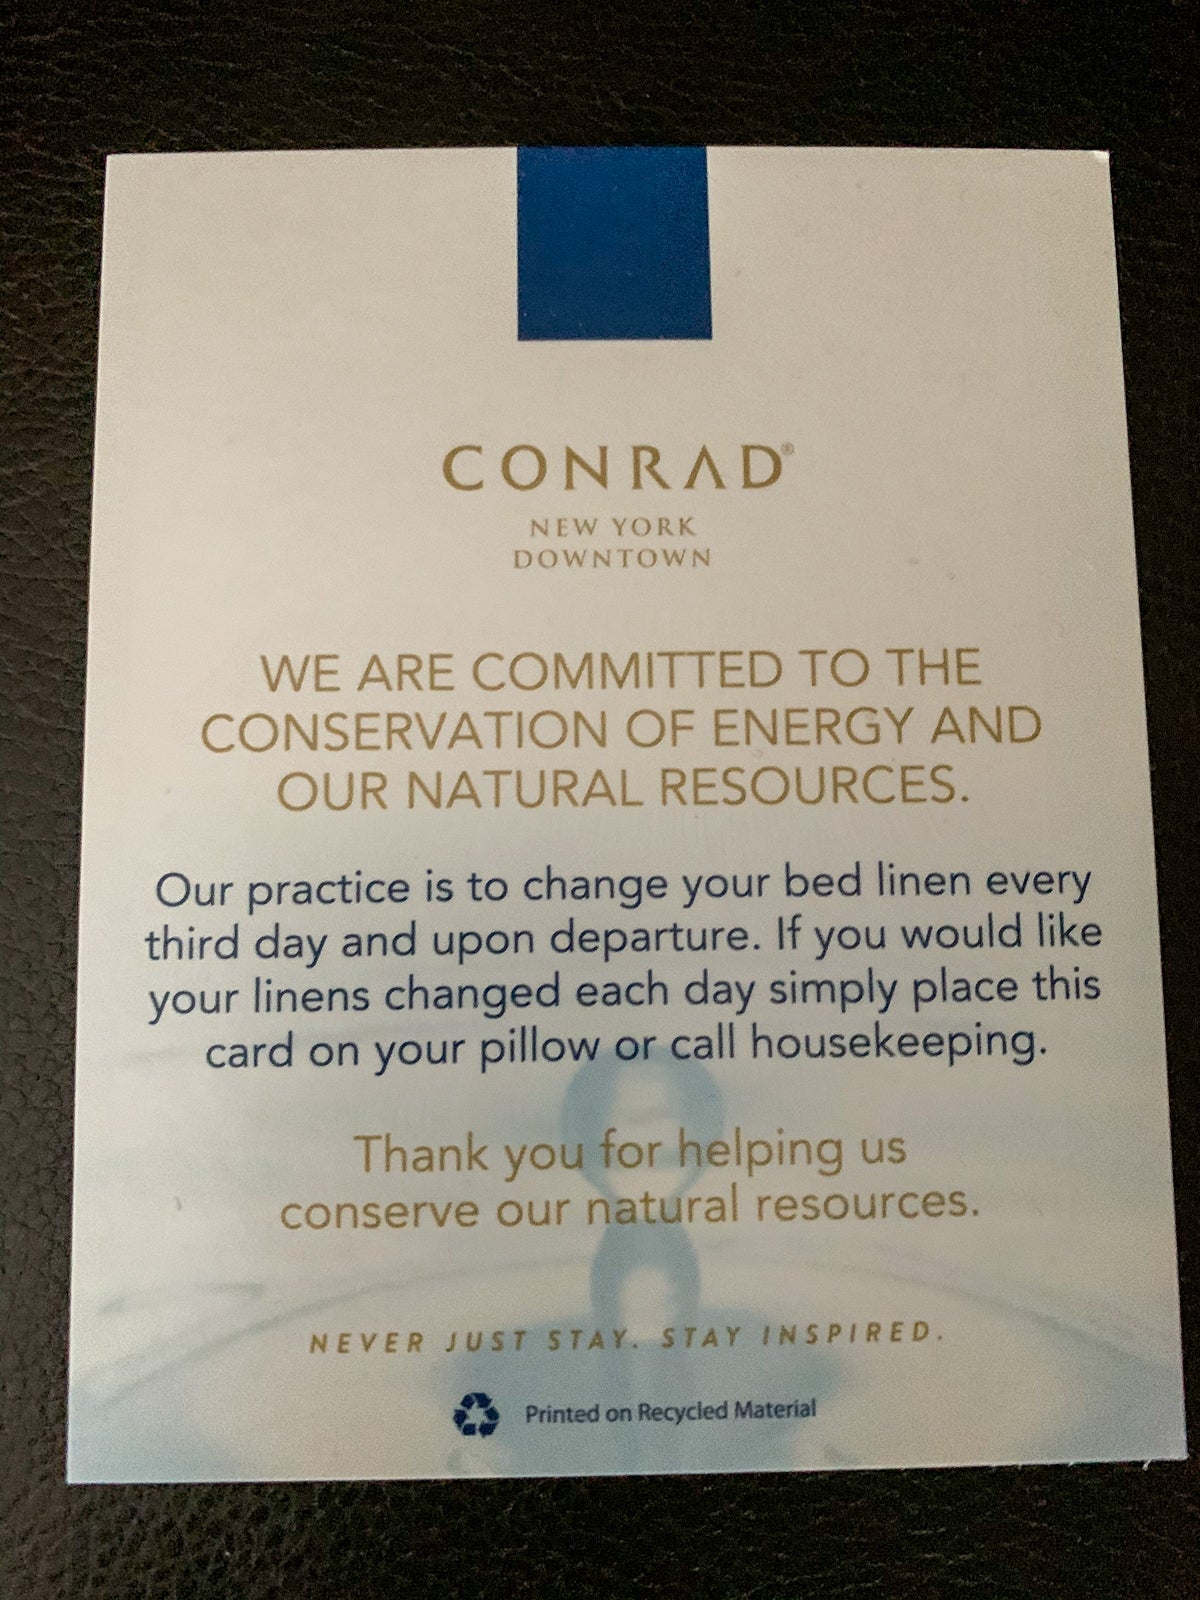 CONRAD®
NEW YORK
DOWNTOWN
WE ARE COMMITTED TO THE
CONSERVATION OF ENERGY AND
OUR NATURAL RESOURCES.
Our practice is to change your bed linen every
third day and upon departure. If you would like
your linens changed each day simply place this
card on your pillow or call housekeeping.
Thank you for helping us
conserve our natural resources.
NEVER JUST STAY. STAY INSPIRED.
Printed on Recycled Material